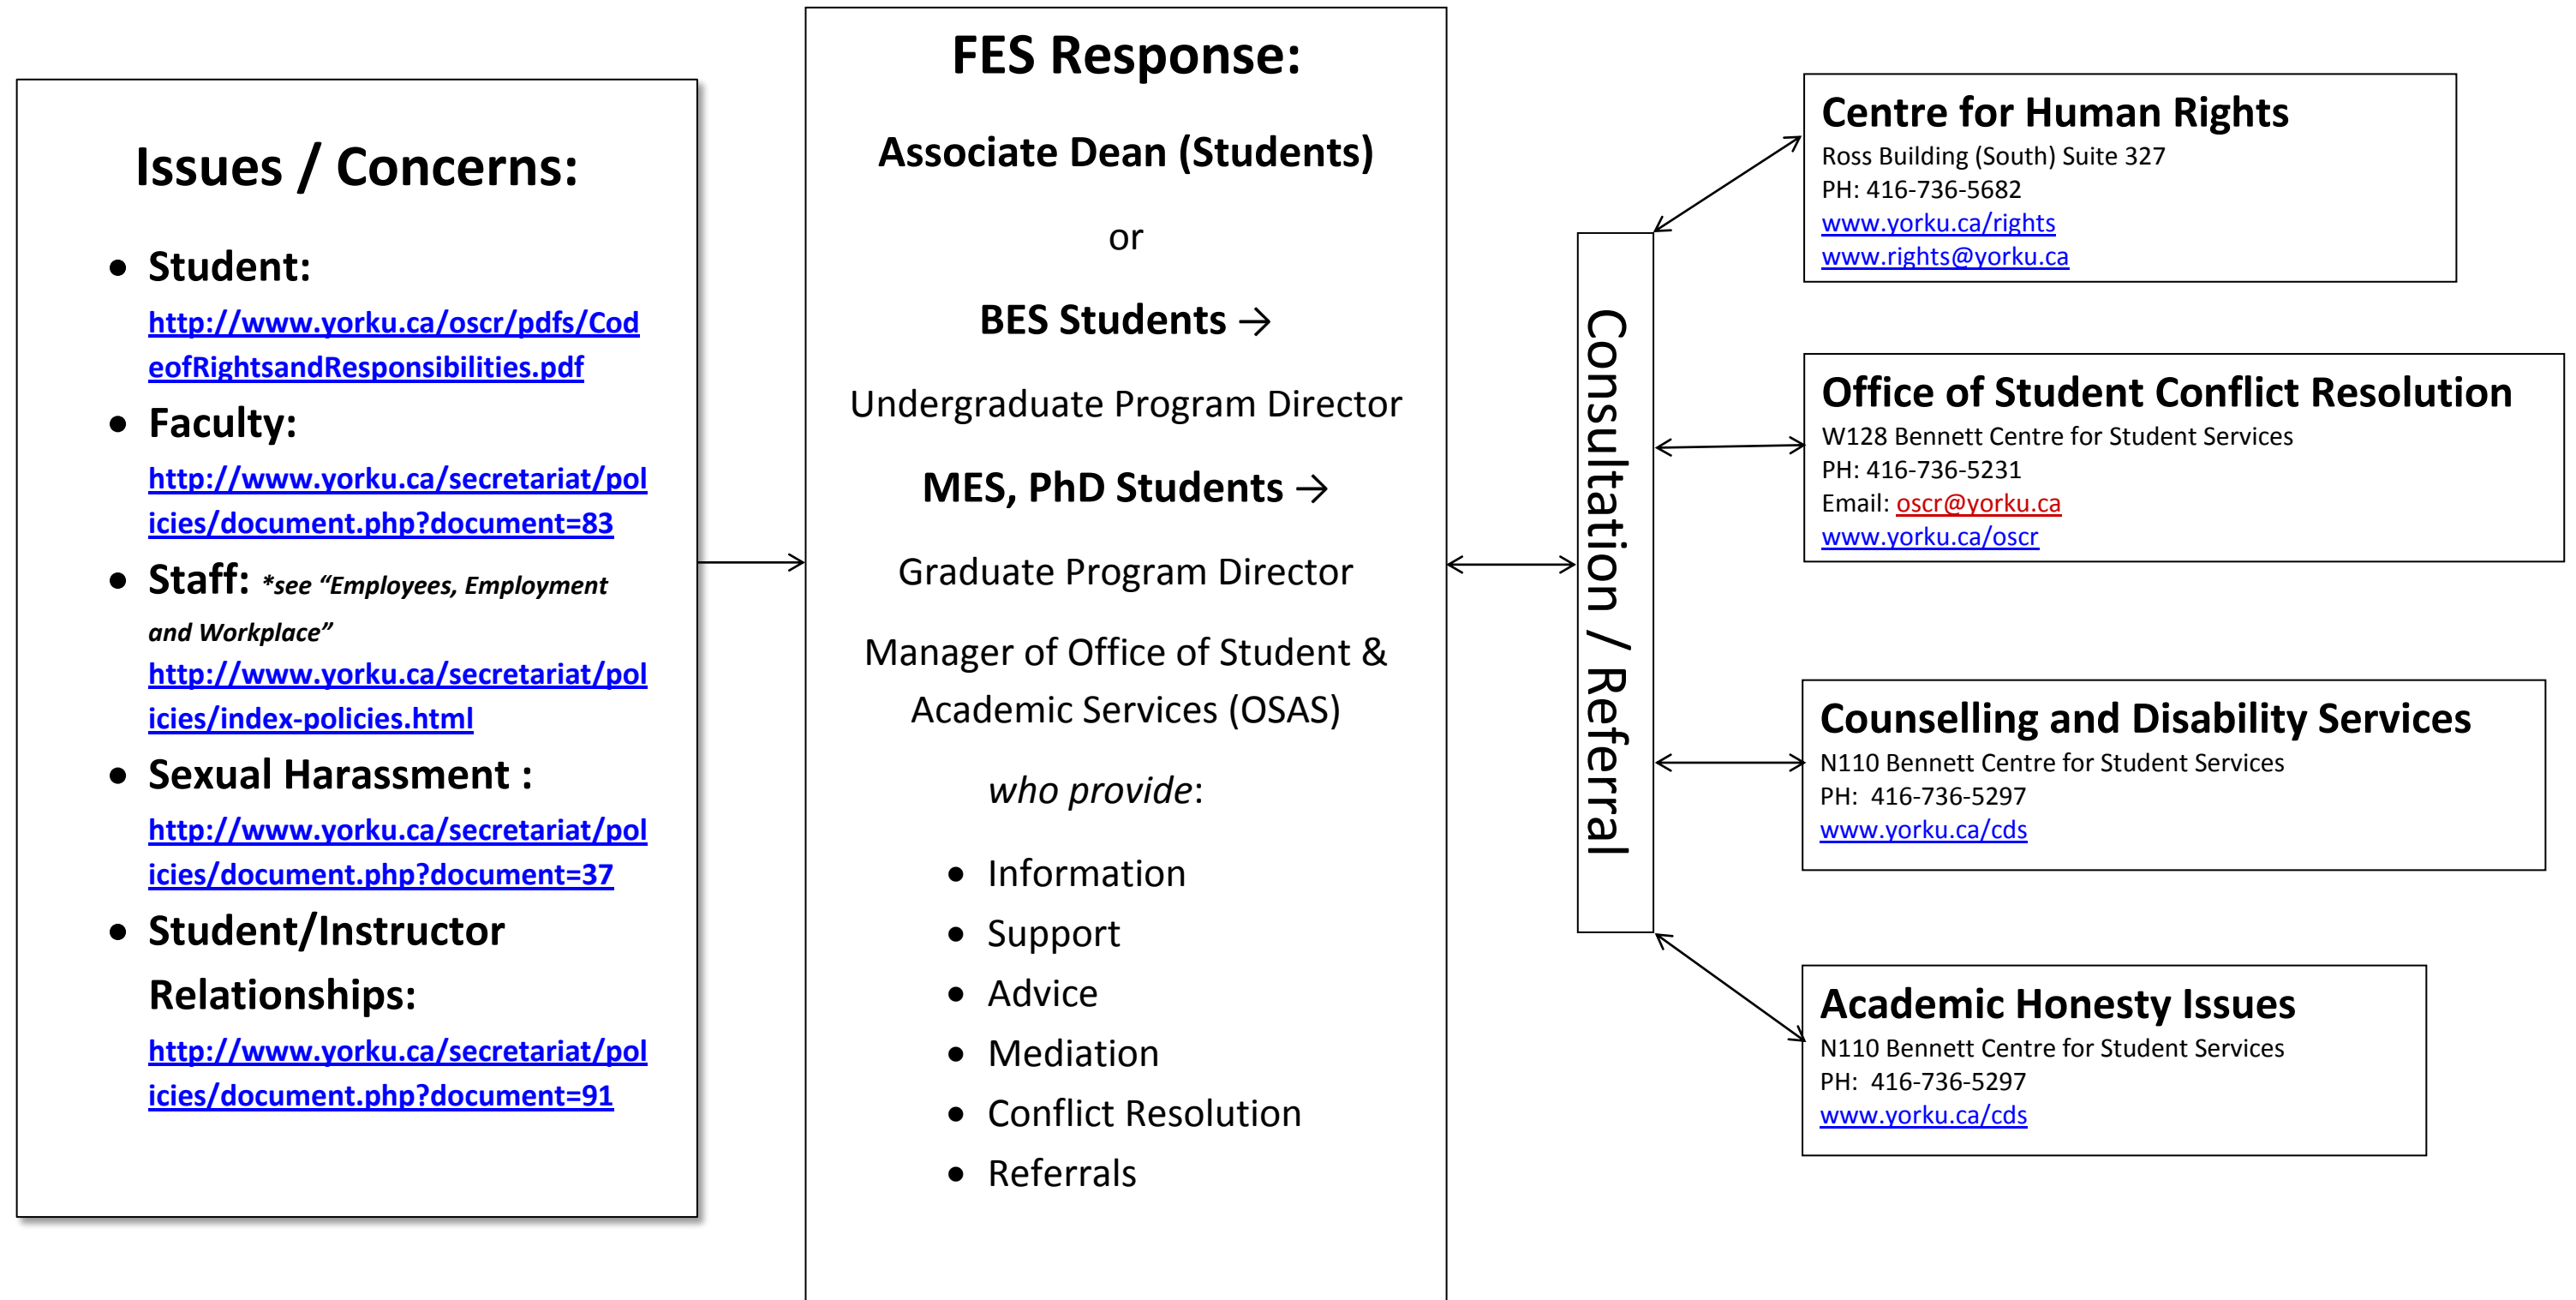 Issues / Concerns:
• Student:
http://www.yorku.ca/oscr/pdfs/Cod
eofRightsandResponsibilities.pdf
• Faculty:
http://www.yorku.ca/secretariat/pol
icies/document.php?document=83
• Staff: *see “Employees, Employment
and Workplace”
http://www.yorku.ca/secretariat/pol
icies/index-policies.html
• Sexual Harassment :
http://www.yorku.ca/secretariat/pol
icies/document.php?document=37
• Student/Instructor
Relationships:
http://www.yorku.ca/secretariat/pol
icies/document.php?document=91
FES Response:
Associate Dean (Students)
or
BES Students →
Undergraduate Program Director
MES, PhD Students →
Graduate Program Director
Manager of Office of Student &
Academic Services (OSAS)
who provide:
• Information
• Support
• Advice
• Mediation
• Conflict Resolution
• Referrals
Consultation / Referral
Centre for Human Rights
Ross Building (South) Suite 327
PH: 416-736-5682
www.yorku.ca/rights
www.rights@yorku.ca
Office of Student Conflict Resolution
W128 Bennett Centre for Student Services
PH: 416-736-5231
Email: oscr@yorku.ca
www.yorku.ca/oscr
Counselling and Disability Services
N110 Bennett Centre for Student Services
PH:  416-736-5297
www.yorku.ca/cds
Academic Honesty Issues
N110 Bennett Centre for Student Services
PH:  416-736-5297
www.yorku.ca/cds